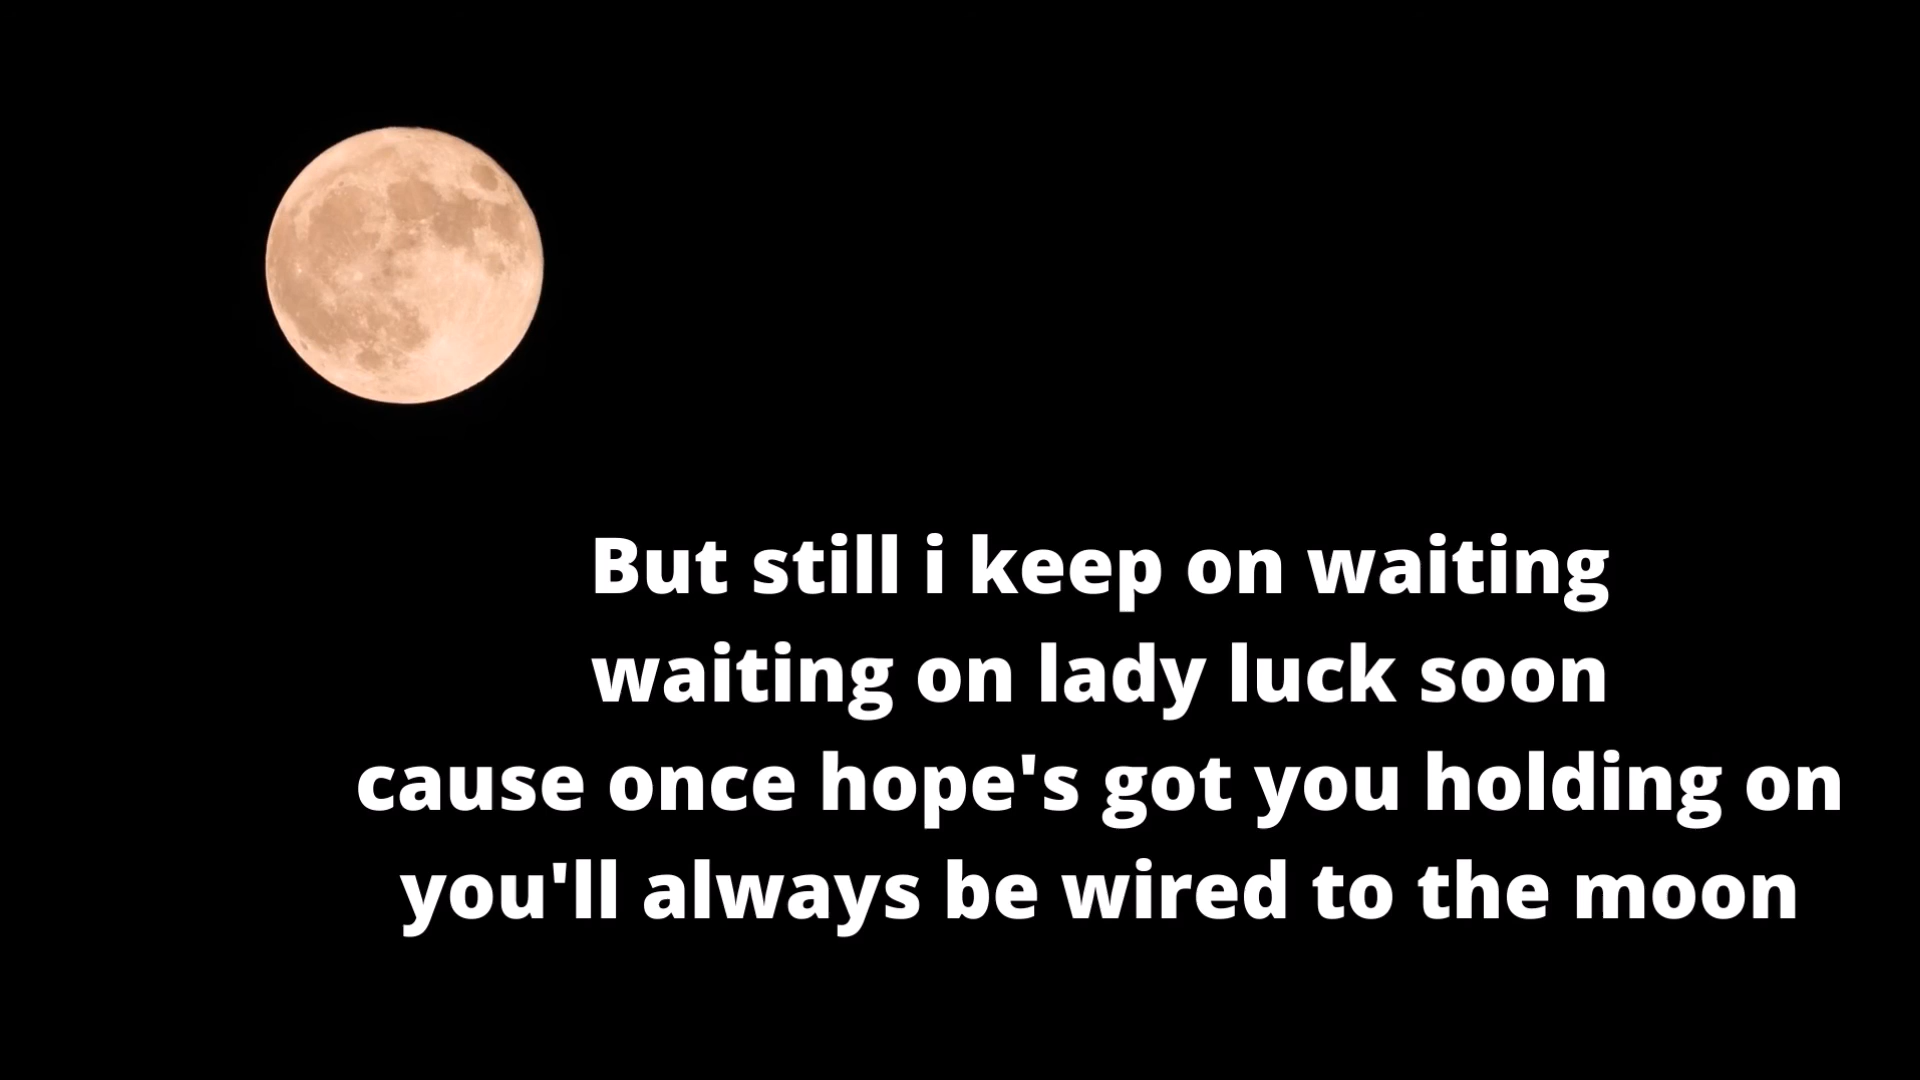 But still i keep on waiting
waiting on lady luck soon
cause once hope's got you holding on
you'll always be wired to the moon